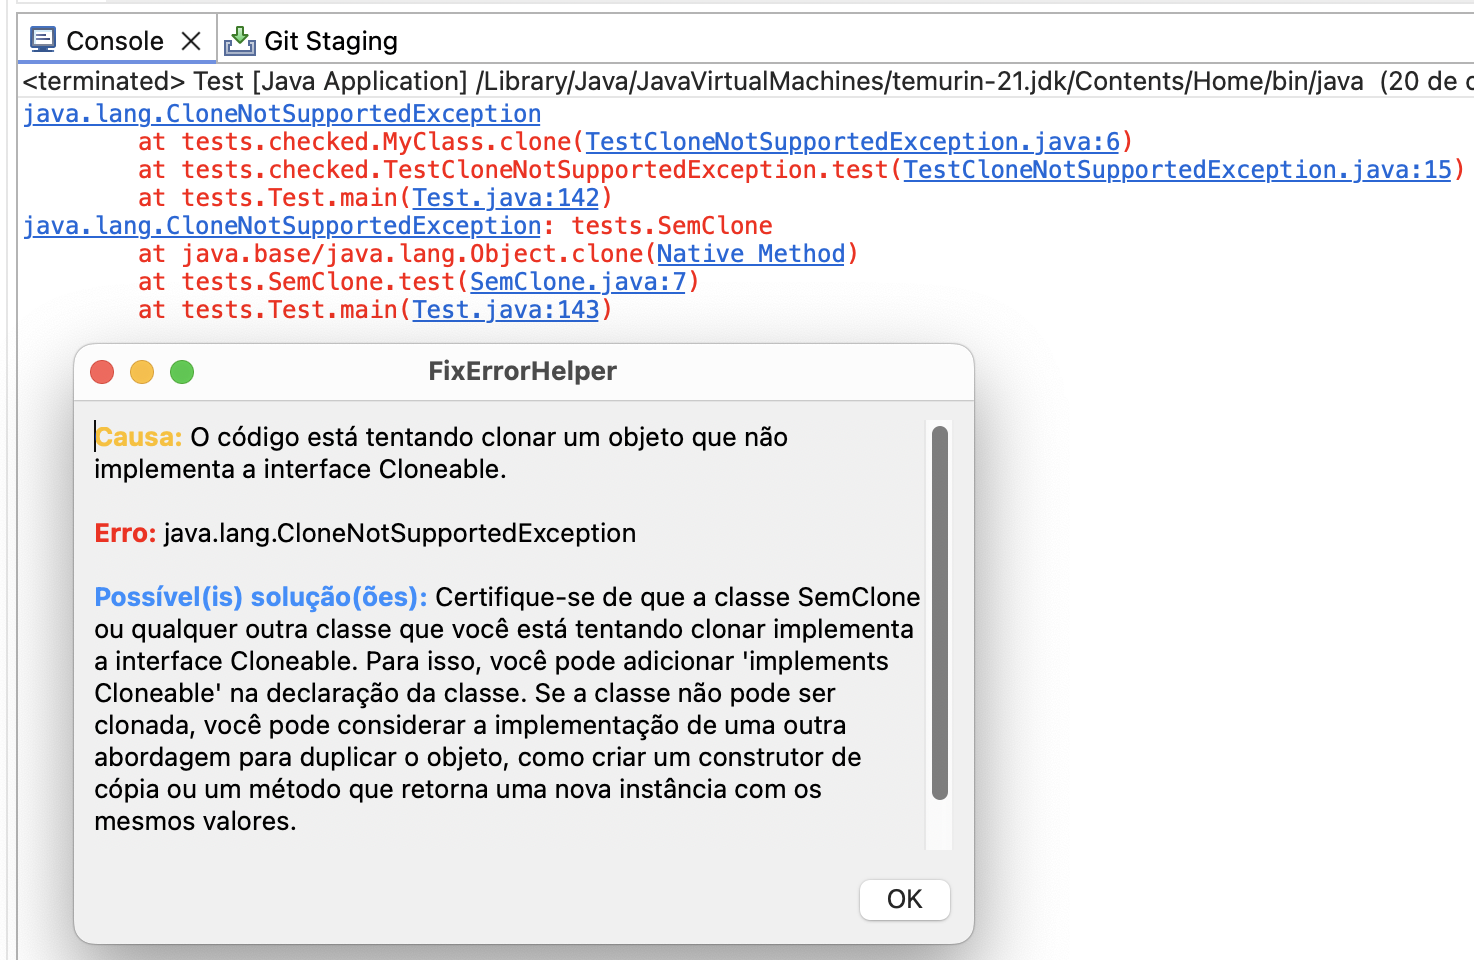 Console
Git Staging
<terminated> Test [Java Application] /Library/Java/JavaVirtualMachines/temurin-21.jdk/Contents/Home/bin/java (20 de
java.lang.CloneNotSupportedException
at tests.checked.MyClass.clone(TestCloneNotSupportedException.java:6)
at tests.checked.TestCloneNotSupportedException.test(TestCloneNotSupportedException.java:15)
at tests.Test.main(Test.java:142)
java.lang.CloneNotSupportedException: tests.SemClone
at java.base/java.lang.Object.clone(Native Method)
at tests.SemClone.test(SemClone.java:7)
at tests.Test.main(Test.java:143)
FixErrorHelper
Causa: O código está tentando clonar um objeto que não
implementa a interface Cloneable.
Erro: java.lang.CloneNotSupportedException
Possível(is) solução(ões): Certifique-se de que a classe SemClone
ou qualquer outra classe que você está tentando clonar implementa
a interface Cloneable. Para isso, você pode adicionar 'implements
Cloneable' na declaração da classe. Se a classe não pode ser
clonada, você pode considerar a implementação de uma outra
abordagem para duplicar o objeto, como criar um construtor de
cópia ou um método que retorna uma nova instância com os
mesmos valores.
OK